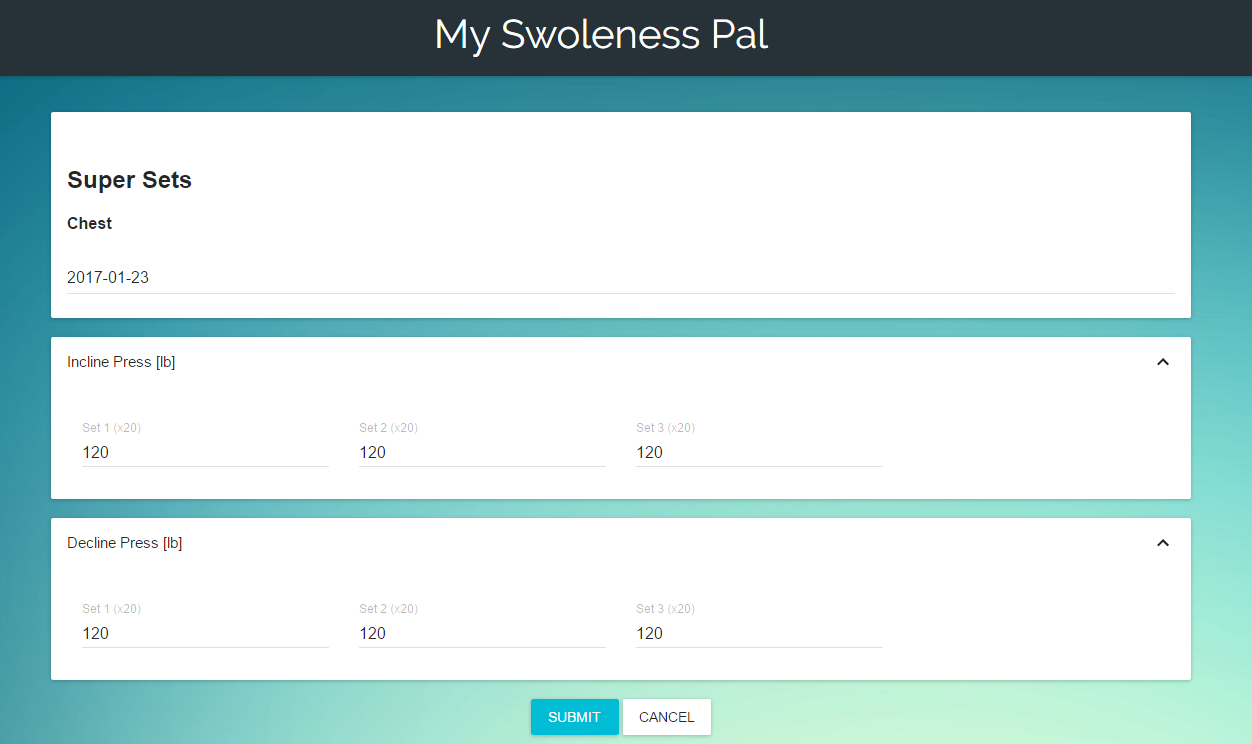 My Swoleness Pal
Super Sets
Chest
2017-01-23
Incline Press [lb]
Set 1 (x20) Set 2 (x20) Set 3 (x20)
120 120 120
Decline Press [lb]
Set 1 (x20) Set 2 (x20) Set 3 (x20)
120 120 120
SUBMIT CANCEL